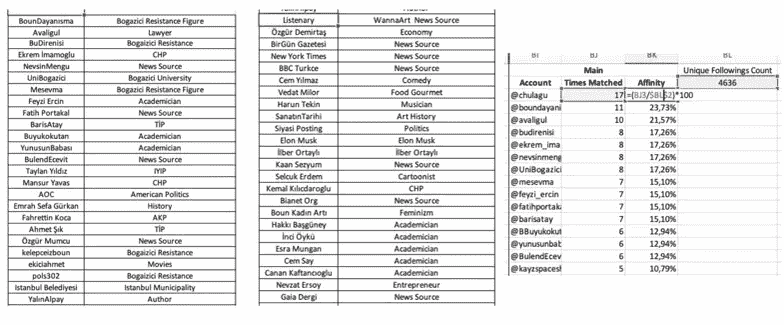 BounDayanısma Bogazici Resistance Figure
Avaligul Lawyer
BuDirenisi Bogazici Resistance
Ekrem İmamoglu CHP
NevsinMengu News Source
UniBogazici Bogazici University
Mesevma Bogazici Resistance Figure
Feyzi Ercin Academician
Fatih Portakal News Source
BarisAtay TİP
Buyukokutan Academician
YunusunBabası Academician
BulendEcevit News Source
Taylan Yıldız IYIP
Mansur Yavas CHP
AOC American Politics
Emrah Sefa Gürkan History
Fahrettin Koca AKP
Ahmet Şık TİP
Özgür Mumcu News Source
kelepceizboun Bogazici Resistance
ekiciahmet Movies
pols302 Bogaizici Resistance
Istanbul Belediyesi Istanbul Municipality
YalınAlpay Author
Listenary WannaArt News Source
Özgür Demirtaş Economy
BirGün Gazetesi News Source
New York Times News Source
BBC Turkce News Source
Cem Yılmaz Comedy
Vedat Milor Food Gourmet
Harun Tekin Musician
SanatınTarihi Art History
Siyasi Posting Politics
Elon Musk Elon Musk
İlber Ortaylı İlber Ortaylı
Kaan Sezyum News Source
Selcuk Erdem Cartoonist
Kemal Kılıcdaroglu CHP
Bianet Org News Source
Boun Kadın Artı Feminizm
Hakkı Başgüney Academician
İnci Öykü Academician
Esra Mungan Academician
Cem Say Academician
Canan Kaftancıoglu Academician
Nevzat Ersoy Entrepreneur
Gaia Dergi News Source
BJ BK BL
Main Unique Followings Count
Account Times Matched Affinity 4636
@chulagu 17 =(BJ3/$BL$2)*100
@boundayanı 11 23,73%
@avaligul 10 21,57%
@budirenisi 8 17,26%
@ekrem_ima 8 17,26%
@nevsinmeng 8 17,26%
@UniBogazici 8 17,26%
@mesevma 7 15,10%
@feyzi_ercin 7 15,10%
@fatihportaka 7 15,10%
@barisatay 7 15,10%
@BBuyukokut 6 12,94%
@yunusunbab 6 12,94%
@BulendEcev 6 12,94%
@kayzspacesl 5 10,79%